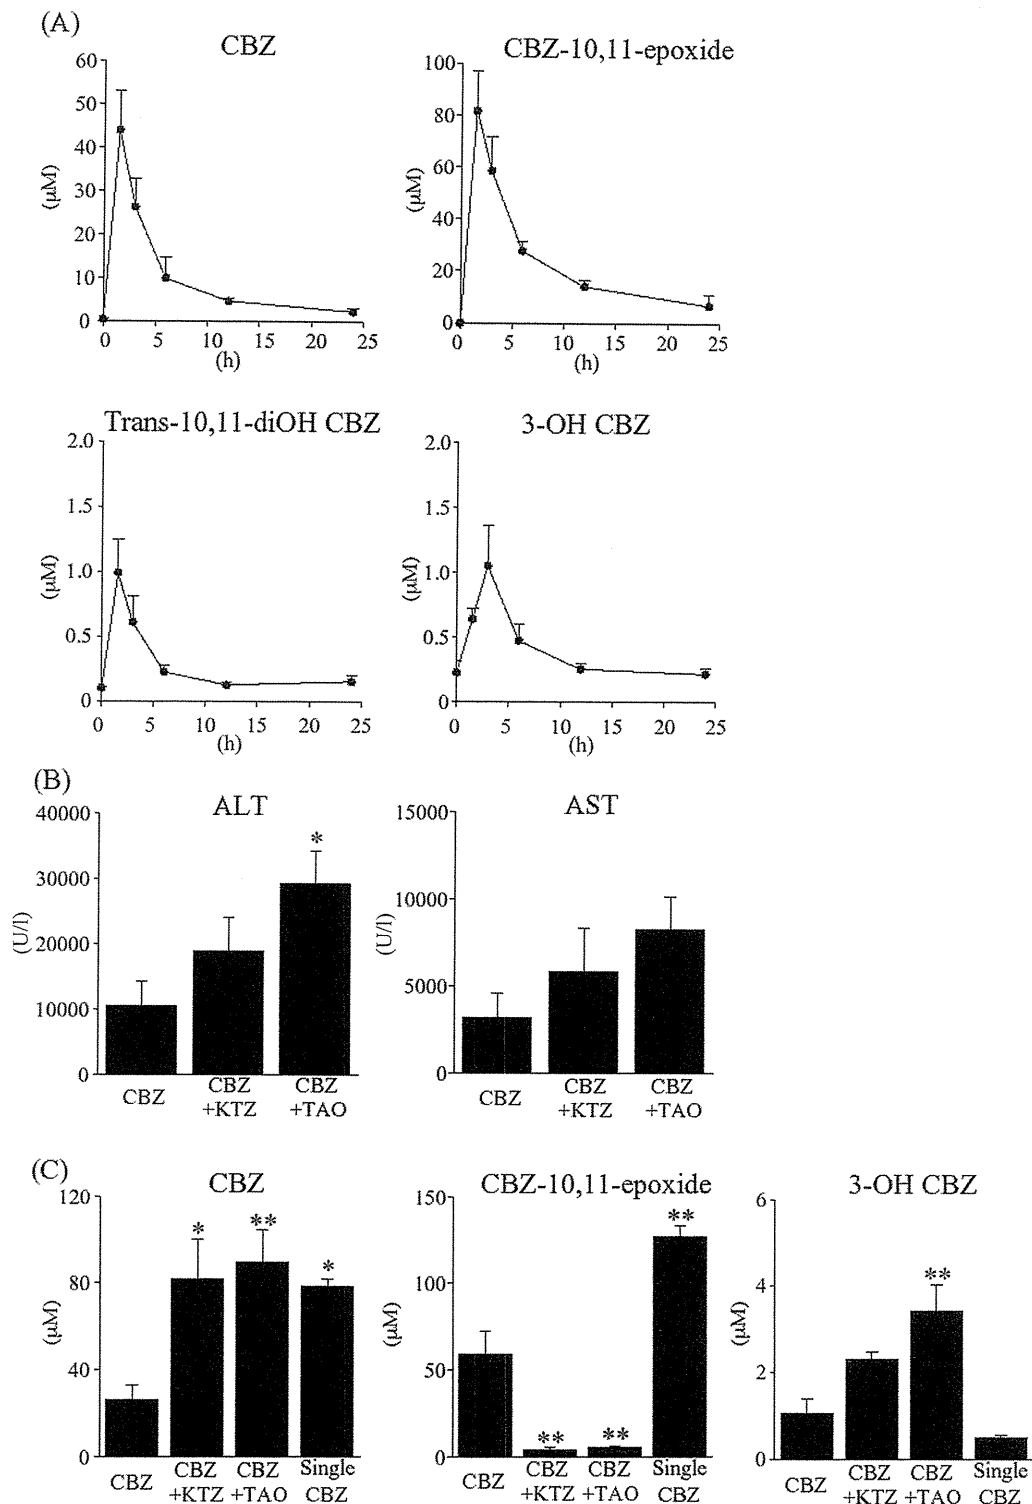 (A)
CBZ
CBZ-10,11-epoxide
60
50
40
30
20
10
0
(μM)
0 5 10 15 20 25
(h)
100
80
60
40
20
0
(μM)
0 5 10 15 20 25
(h)
Trans-10,11-diOH CBZ
3-OH CBZ
2.0
1.5
1.0
0.5
0
(μM)
0 5 10 15 20 25
(h)
2.0
1.5
1.0
0.5
0
(μM)
0 5 10 15 20 25
(h)
(B)
ALT
AST
40000
30000
20000
10000
0
(U/l)
*
CBZ
CBZ
+KTZ
CBZ
+TAO
15000
10000
5000
0
(U/l)
CBZ
CBZ
+KTZ
CBZ
+TAO
(C)
CBZ
CBZ-10,11-epoxide
3-OH CBZ
120
80
40
0
(μM)
* ** *
CBZ
CBZ
+KTZ
CBZ
+TAO
Single
CBZ
150
100
50
0
(μM)
** ** **
CBZ
CBZ
+KTZ
CBZ
+TAO
Single
CBZ
6
4
2
0
(μM)
**
CBZ
CBZ
+KTZ
CBZ
+TAO
Single
CBZ